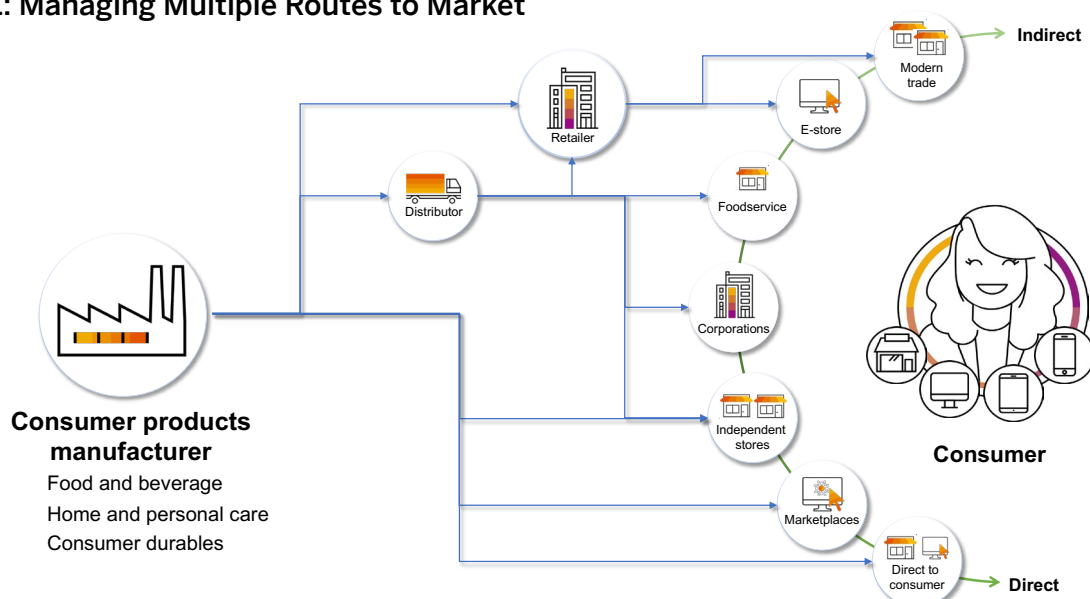 : Managing Multiple Routes to Market
Indirect
Modern
trade
E-store
Retailer
Distributor
Foodservice
Corporations
Consumer products
manufacturer
Food and beverage
Home and personal care
Consumer durables
Independent
stores
Consumer
Marketplaces
Direct to
consumer
Direct